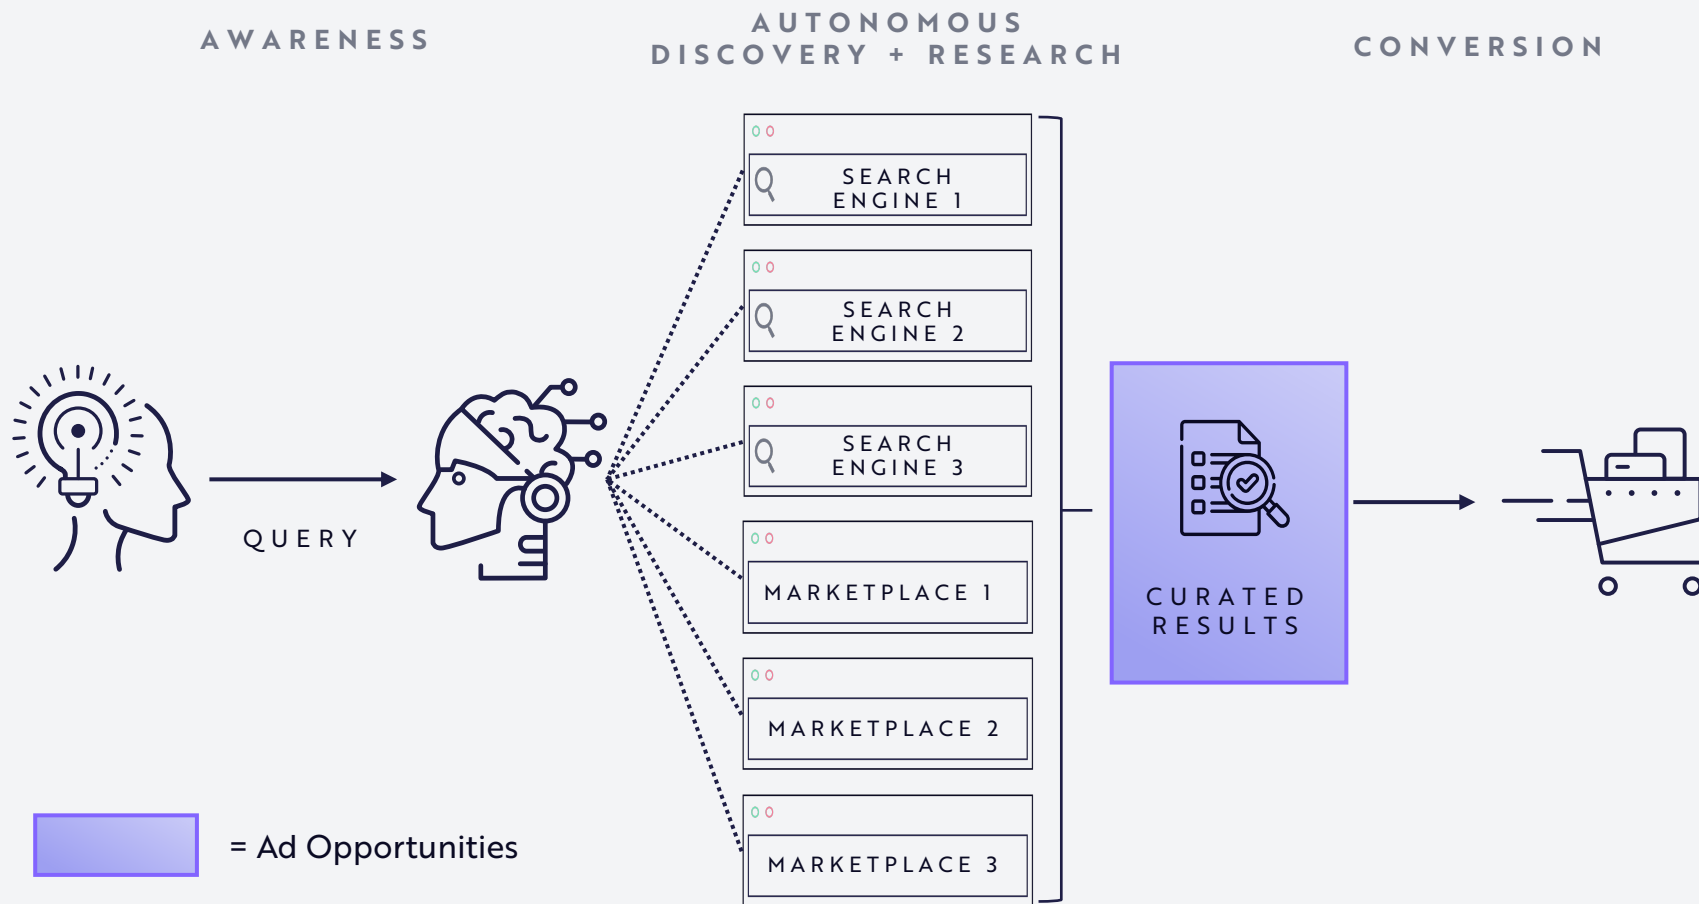 AWARENESS
AUTONOMOUS
DISCOVERY + RESEARCH
CONVERSION
SEARCH
ENGINE 1
SEARCH
ENGINE 2
SEARCH
ENGINE 3
MARKETPLACE 1
MARKETPLACE 2
MARKETPLACE 3
QUERY
CURATED
RESULTS
= Ad Opportunities